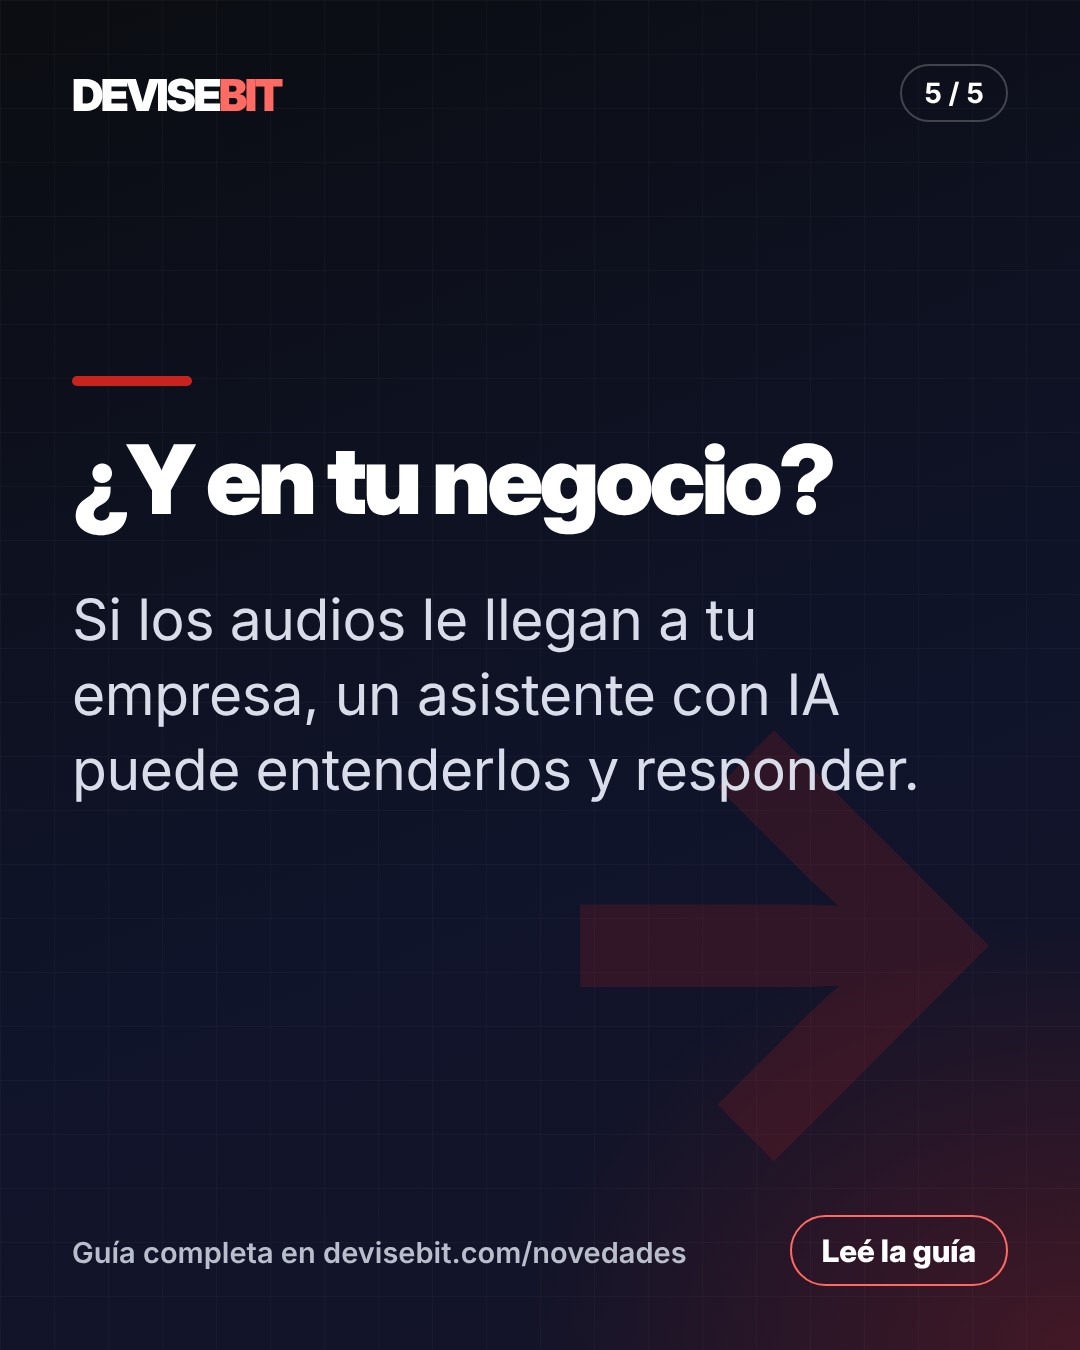 DEVISEBIT
5 / 5
¿Y en tu negocio?
Si los audios le llegan a tu
empresa, un asistente con IA
puede entenderlos y responder.
Guía completa en devisebit.com/novedades
Leé la guía